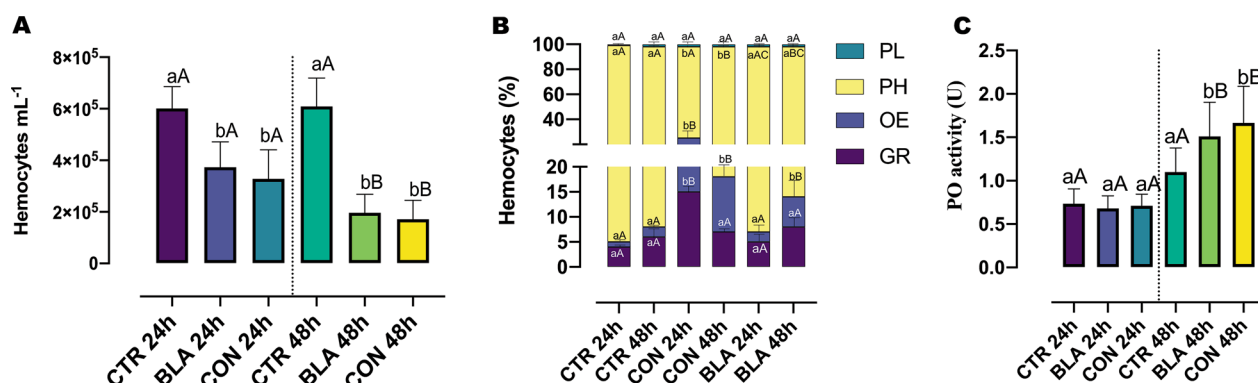 A
8×10⁵
6×10⁵
4×10⁵
2×10⁵
0
Hemocytes mL⁻¹
aA
bA
bA
aA
bB
bB
CTR 24h
BLA 24h
CON 24h
CTR 48h
BLA 48h
CON 48h
B
100
80
60
40
20
15
10
5
0
Hemocytes (%)
aA aA aA aA aA aA
aA aA bA bB aAC aBC
bB
bB
aA aA bB aA aA bB
aA aA aA aA
CTR 24h
CTR 48h
CON 24h
CON 48h
BLA 24h
BLA 48h
PL
PH
OE
GR
C
2.5
2.0
1.5
1.0
0.5
0.0
PO activity (U)
aA
aA
aA
aA
bB
bB
CTR 24h
BLA 24h
CON 24h
CTR 48h
BLA 48h
CON 48h